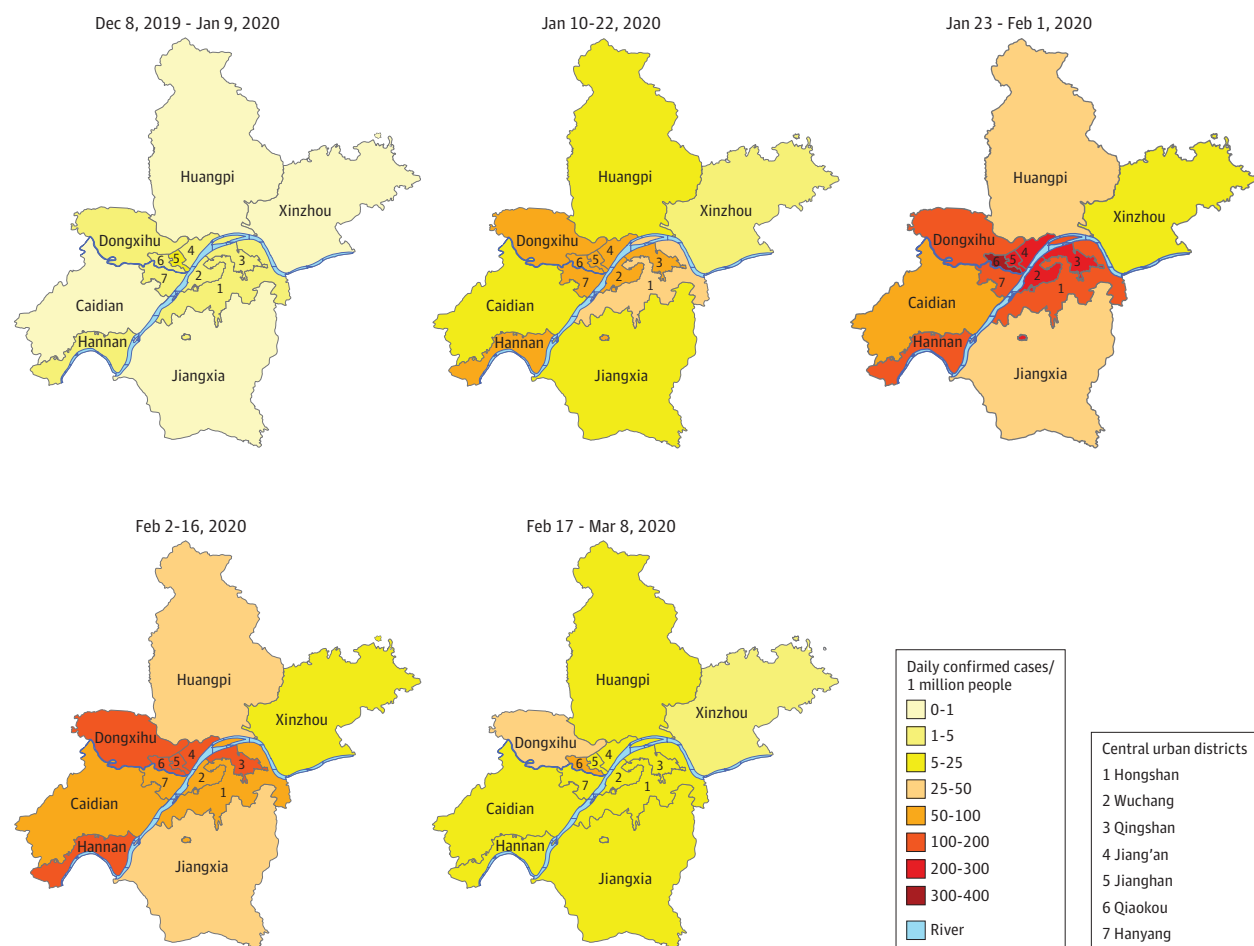 Dec 8, 2019 - Jan 9, 2020
Huangpi
Xinzhou
Dongxihu
4
6
5
3
2
7
1
Caidian
Hannan
Jiangxia
Jan 10-22, 2020
Huangpi
Xinzhou
Dongxihu
4
6
5
3
2
7
1
Caidian
Hannan
Jiangxia
Jan 23 - Feb 1, 2020
Huangpi
Xinzhou
Dongxihu
4
6
5
3
2
7
1
Caidian
Hannan
Jiangxia
Feb 2-16, 2020
Huangpi
Xinzhou
Dongxihu
4
6
5
3
2
7
1
Caidian
Hannan
Jiangxia
Feb 17 - Mar 8, 2020
Huangpi
Xinzhou
Dongxihu
4
6
5
3
2
7
1
Caidian
Hannan
Jiangxia
Daily confirmed cases/
1 million people
0-1
1-5
5-25
25-50
50-100
100-200
200-300
300-400
River
Central urban districts
1 Hongshan
2 Wuchang
3 Qingshan
4 Jiang’an
5 Jianghan
6 Qiaokou
7 Hanyang